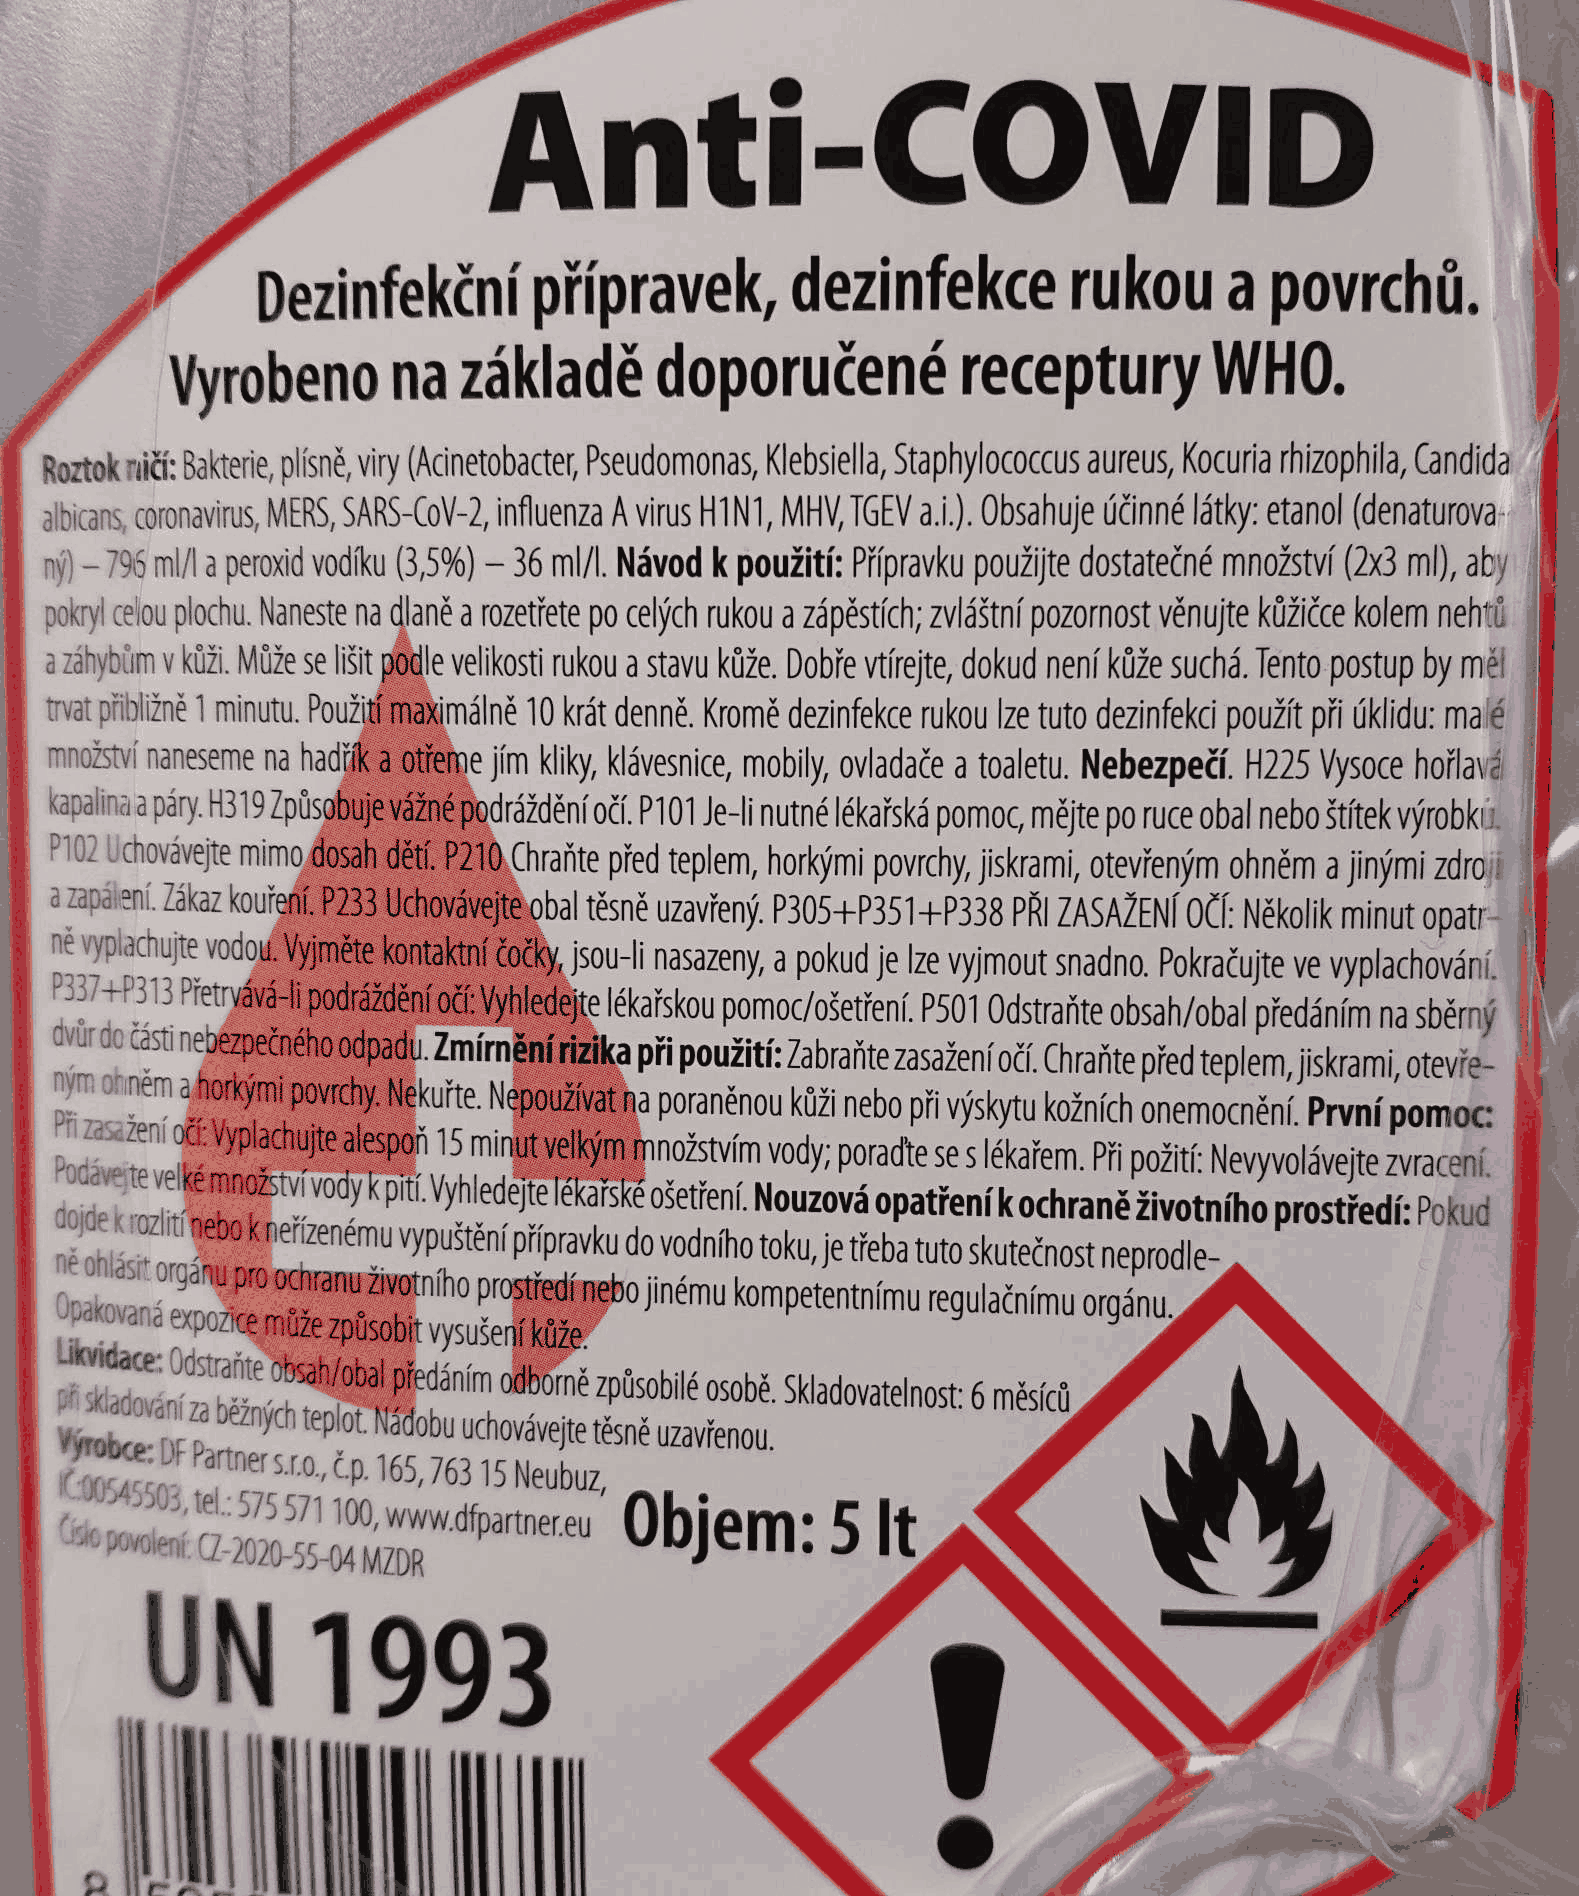 Anti-COVID
Dezinfekční přípravek, dezinfekce rukou a povrchů.
Vyrobeno na základě doporučené receptury WHO.
Roztok ničí: Bakterie, plísně, viry (Acinetobacter, Pseudomonas, Klebsiella, Staphylococcus aureus, Kocuria rhizophila, Candida
albicans, coronavirus, MERS, SARS-CoV-2, influenza A virus H1N1, MHV, TGEV a.i.). Obsahuje účinné látky: etanol (denaturova-
ný) – 796 ml/l a peroxid vodíku (3,5%) – 36 ml/l. Návod k použití: Přípravku použijte dostatečné množství (2x3 ml), aby
pokryl celou plochu. Naneste na dlaně a rozetřete po celých rukou a zápěstích; zvláštní pozornost věnujte kůžičce kolem nehtů
a záhybům v kůži. Může se lišit podle velikosti rukou a stavu kůže. Dobře vtírejte, dokud není kůže suchá. Tento postup by měl
trvat přibližně 1 minutu. Použití maximálně 10 krát denně. Kromě dezinfekce rukou lze tuto dezinfekci použít při úklidu: malé
množství naneseme na hadřík a otřeme jím kliky, klávesnice, mobily, ovladače a toaletu. Nebezpečí. H225 Vysoce hořlavá
kapalina a páry. H319 Způsobuje vážné podráždění očí. P101 Je-li nutné lékařská pomoc, mějte po ruce obal nebo štítek výrobku.
P102 Uchovávejte mimo dosah dětí. P210 Chraňte před teplem, horkými povrchy, jiskrami, otevřeným ohněm a jinými zdroji
a zapálení. Zákaz kouření. P233 Uchovávejte obal těsně uzavřený. P305+P351+P338 PŘI ZASAŽENÍ OČÍ: Několik minut opatr-
ně vyplachujte vodou. Vyjměte kontaktní čočky, jsou-li nasazeny, a pokud je lze vyjmout snadno. Pokračujte ve vyplachování.
P337+P313 Přetrvává-li podráždění očí: Vyhledejte lékařskou pomoc/ošetření. P501 Odstraňte obsah/obal předáním na sběrný
dvůr do části nebezpečného odpadu. Zmírnění rizika při použití: Zabraňte zasažení očí. Chraňte před teplem, jiskrami, otevře-
ným ohněm a horkými povrchy. Nekuřte. Nepoužívat na poraněnou kůži nebo při výskytu kožních onemocnění. První pomoc:
Při zasažení očí: Vyplachujte alespoň 15 minut velkým množstvím vody; poraďte se s lékařem. Při požití: Nevyvolávejte zvracení.
Podávejte velké množství vody k pití. Vyhledejte lékařské ošetření. Nouzová opatření k ochraně životního prostředí: Pokud
dojde k rozlití nebo k neřízenému vypuštění přípravku do vodního toku, je třeba tuto skutečnost neprodle-
ně ohlásit orgánu pro ochranu životního prostředí nebo jinému kompetentnímu regulačnímu orgánu.
Opakovaná expozice může způsobit vysušení kůže.
Likvidace: Odstraňte obsah/obal předáním odborně způsobilé osobě. Skladovatelnost: 6 měsíců
při skladování za běžných teplot. Nádobu uchovávejte těsně uzavřenou.
Výrobce: DF Partner s.r.o., č.p. 165, 763 15 Neubuz,
IČ:00545503, tel.: 575 571 100, www.dfpartner.eu
Číslo povolení: CZ-2020-55-04 MZDR
Objem: 5 lt
UN 1993